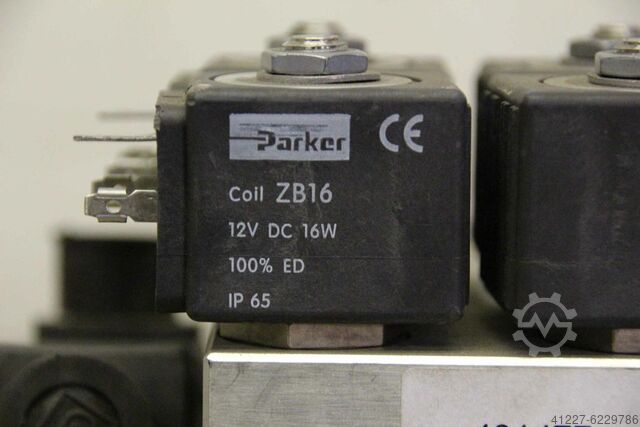 Parker CE
Coil ZB16
12V DC 16W
100% ED
IP 65
41227-6229786